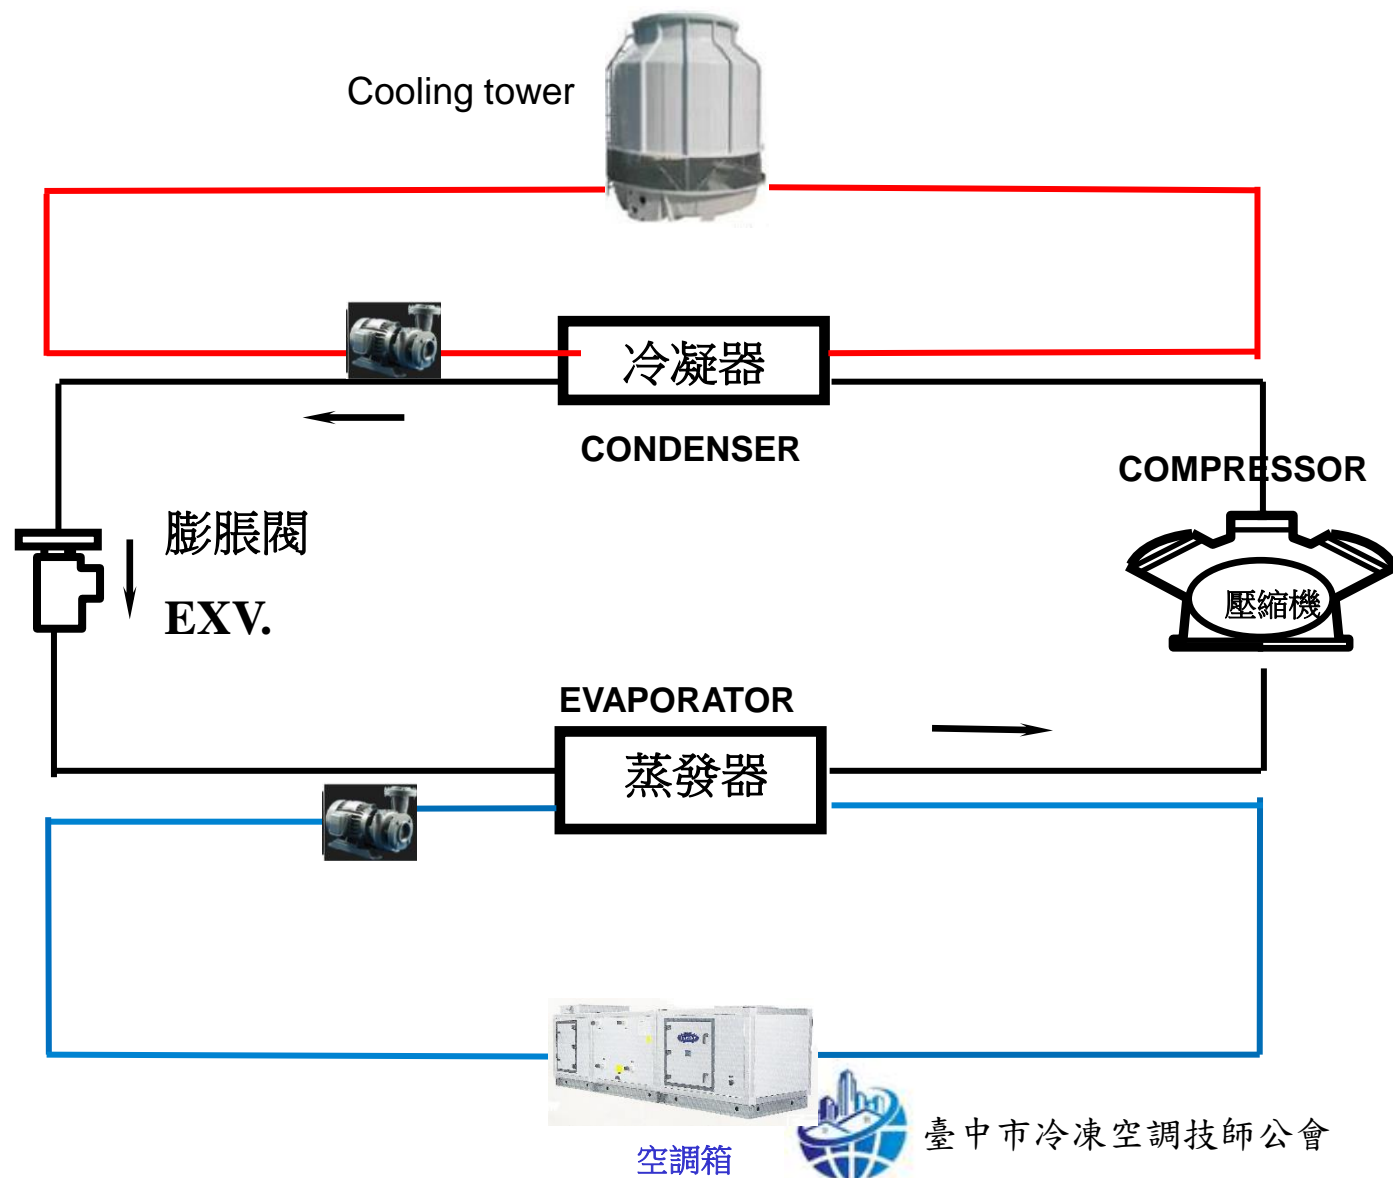 Cooling tower
冷凝器
CONDENSER
COMPRESSOR
膨脹閥
EXV.
壓縮機
EVAPORATOR
蒸發器
空調箱
臺中市冷凍空調技師公會